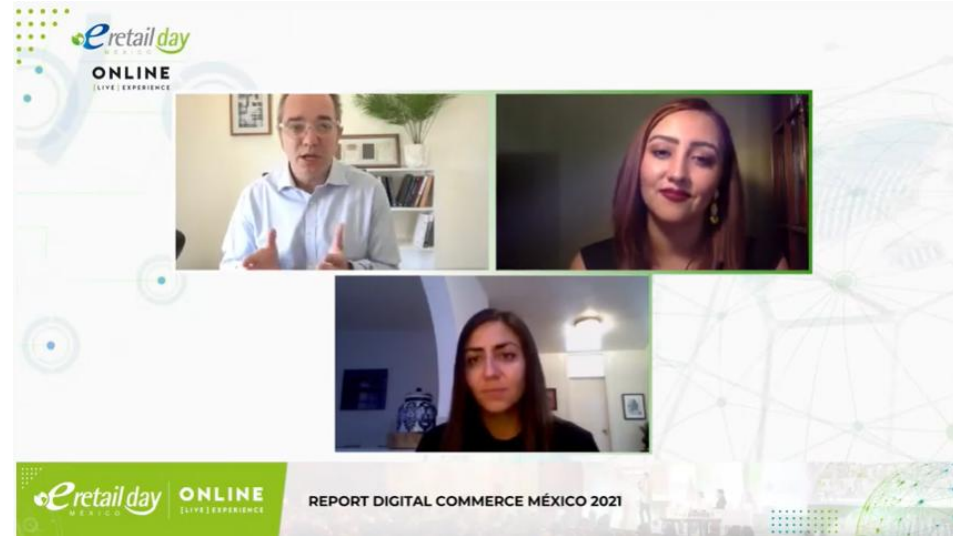 eretail day
MÉXICO
ONLINE
[LIVE] EXPERIENCE
eretail day
MÉXICO
ONLINE
[LIVE] EXPERIENCE
REPORT DIGITAL COMMERCE MÉXICO 2021